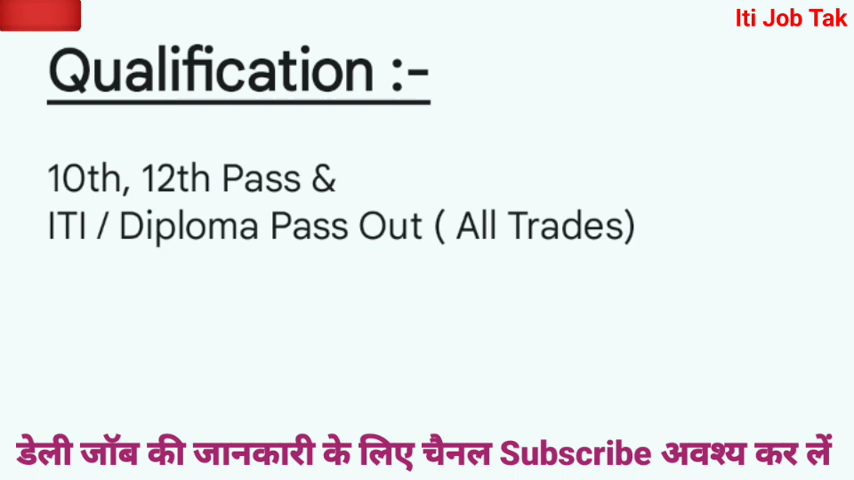 Iti Job Tak
Qualification :-
10th, 12th Pass &
ITI / Diploma Pass Out ( All Trades)
डेली जॉब की जानकारी के लिए चैनल Subscribe अवश्य कर लें